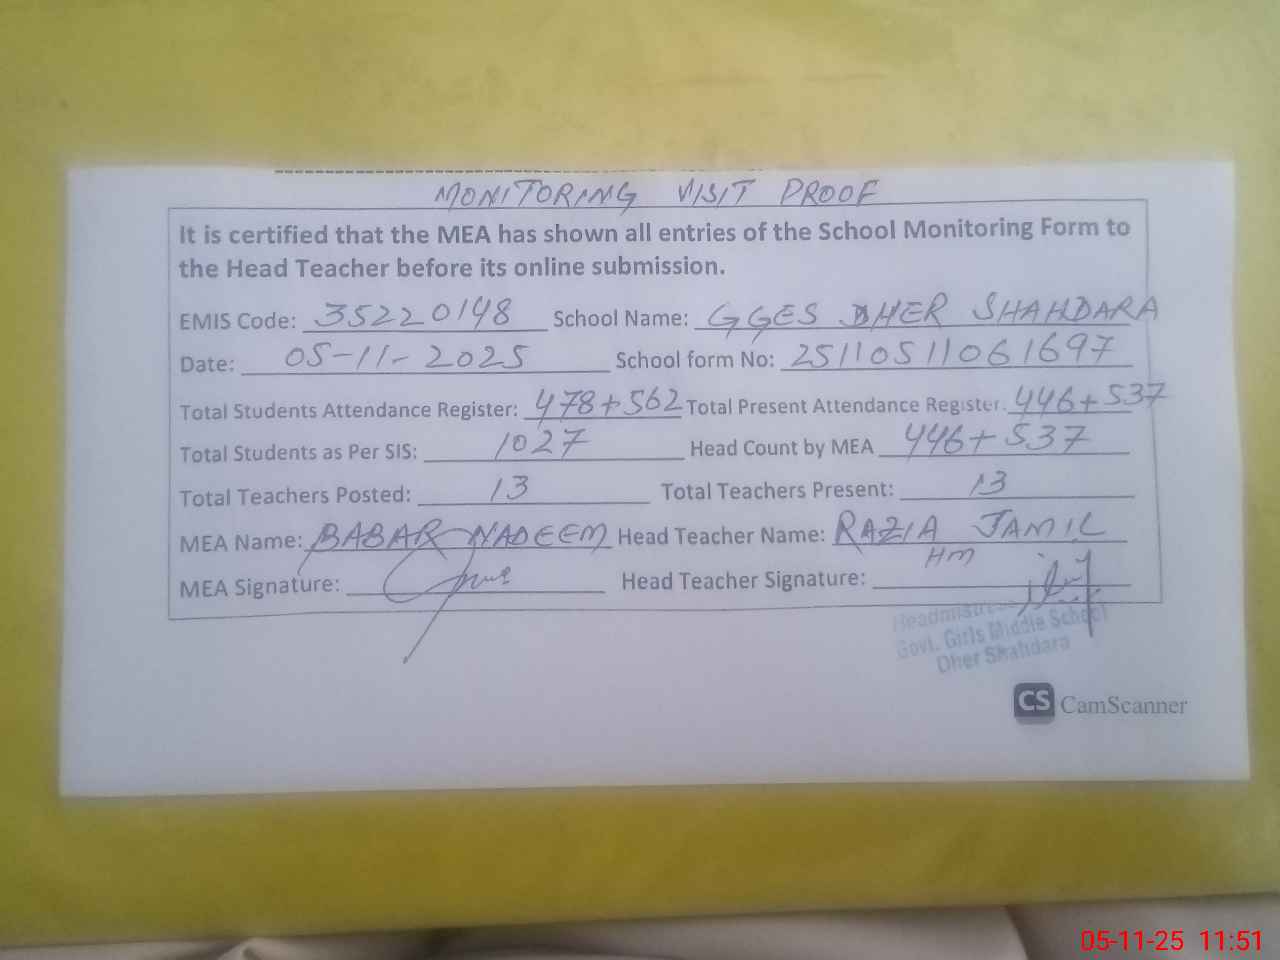 MONITORING VISIT PROOF
It is certified that the MEA has shown all entries of the School Monitoring Form to
the Head Teacher before its online submission.
EMIS Code: 35220148 School Name: GGES DHER SHAHDARA
Date: 05-11-2025 School form No: 25110511061697
Total Students Attendance Register: 478+562 Total Present Attendance Register. 446+537
Total Students as Per SIS: 1027 Head Count by MEA 446+537
Total Teachers Posted: 13 Total Teachers Present: 13
MEA Name: BABAR NADEEM Head Teacher Name: RAZIA JAMIL
HM
MEA Signature: Head Teacher Signature:
Headmistress
Govt. Girls Middle School
Dher Shahdara
CS CamScanner
05-11-25 11:51